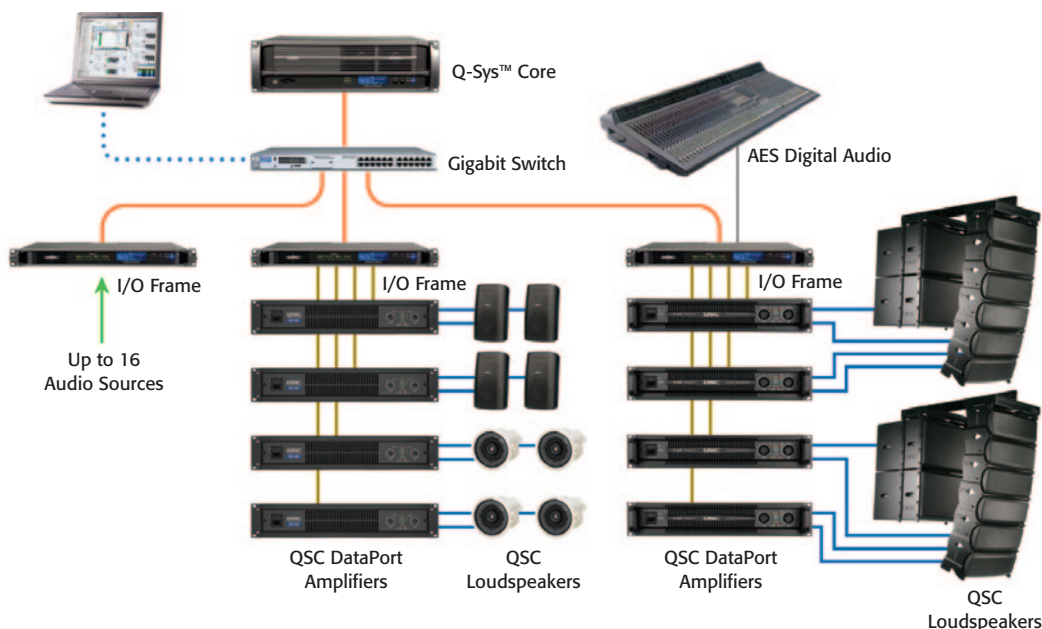 Q-Sys™ Core
AES Digital Audio
Gigabit Switch
I/O Frame
I/O Frame
I/O Frame
Up to 16
Audio Sources
QSC DataPort
Amplifiers
QSC
Loudspeakers
QSC DataPort
Amplifiers
QSC
Loudspeakers